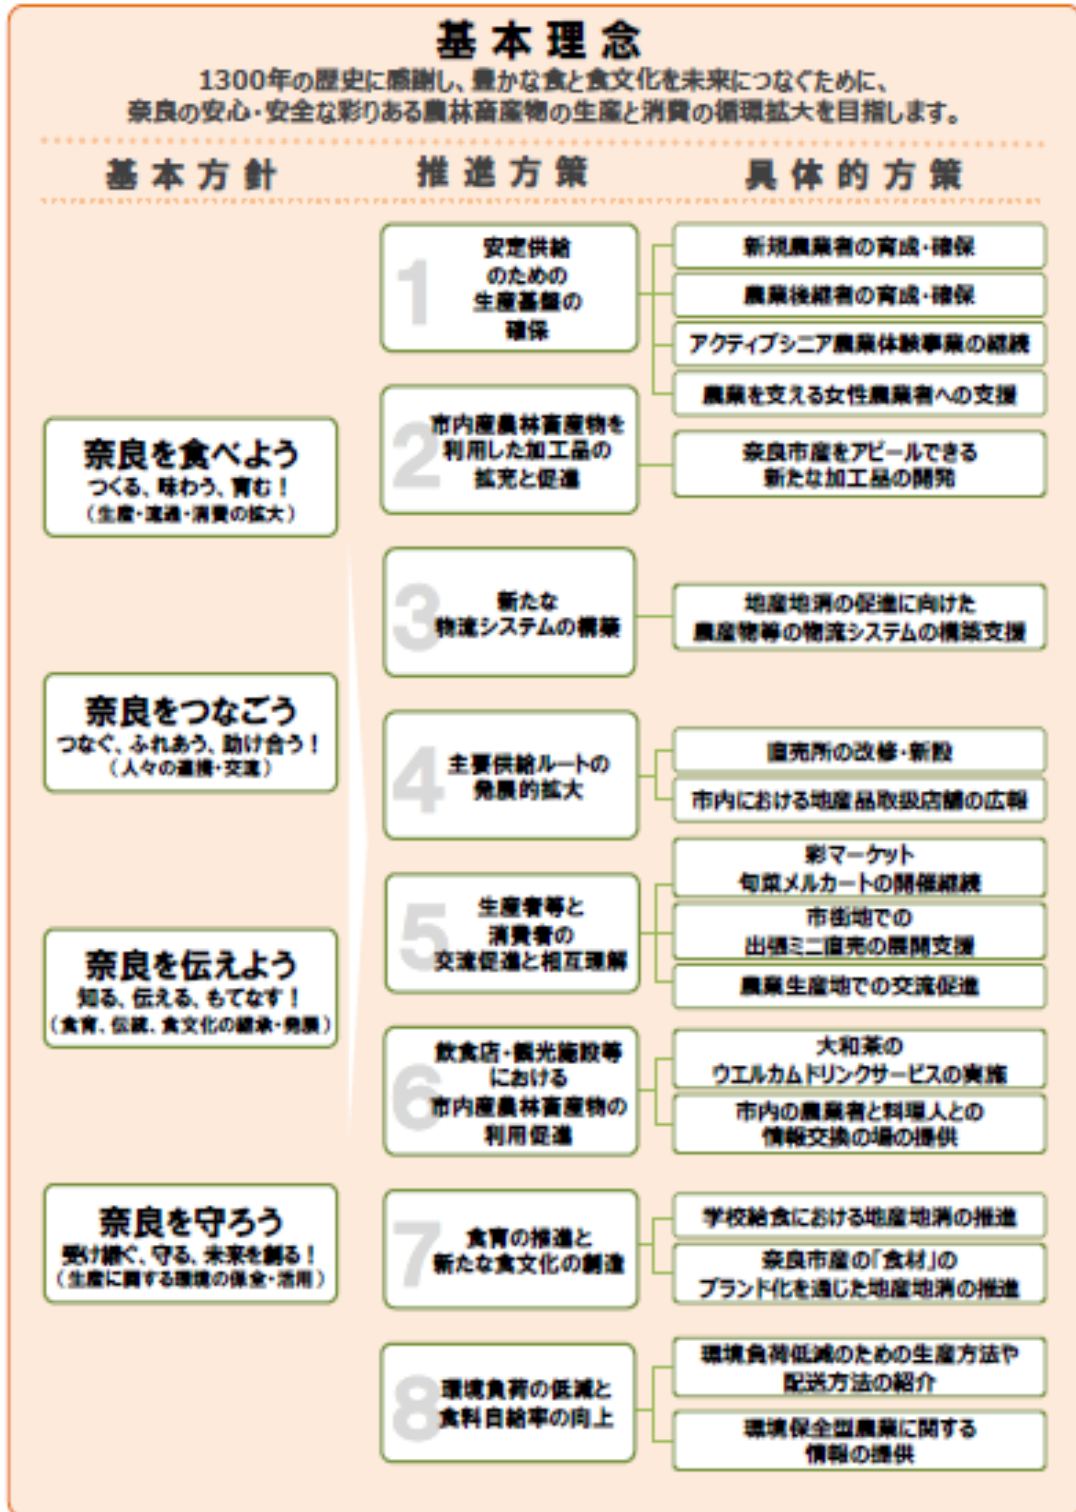 基本理念
1300年の歴史に感謝し、豊かな食と食文化を未来につなぐために、
奈良の安心・安全な彩りある農林畜産物の生産と消費の循環拡大を目指します。
基本方針
推進方策
具体的方策
奈良を食べよう
つくる、味わう、育む！
（生産・流通・消費の拡大）
奈良をつなごう
つなぐ、ふれあう、助け合う！
（人々の連携・交流）
奈良を伝えよう
知る、伝える、もてなす！
（食育、伝統、食文化の継承・発展）
奈良を守ろう
受け継ぐ、守る、未来を創る！
（生産に関する環境の保全・活用）
1
安定供給
のための
生産基盤の
確保
新規農業者の育成・確保
農業後継者の育成・確保
アクティブシニア農業体験事業の継続
農業を支える女性農業者への支援
2
市内産農林畜産物を
利用した加工品の
拡充と促進
奈良市産をアピールできる
新たな加工品の開発
3
新たな
物流システムの構築
地産地消の促進に向けた
農産物等の物流システムの構築支援
4
主要供給ルートの
発展的拡大
直売所の改修・新設
市内における地産品取扱店舗の広報
5
生産者等と
消費者の
交流促進と相互理解
彩マーケット
旬菜メルカートの開催継続
市街地での
出張ミニ直売の展開支援
農業生産地での交流促進
6
飲食店・観光施設等
における
市内産農林畜産物の
利用促進
大和茶の
ウエルカムドリンクサービスの実施
市内の農業者と料理人との
情報交換の場の提供
7
食育の推進と
新たな食文化の創造
学校給食における地産地消の推進
奈良市産の「食材」の
ブランド化を通じた地産地消の推進
8
環境負荷の低減と
食料自給率の向上
環境負荷低減のための生産方法や
配送方法の紹介
環境保全型農業に関する
情報の提供